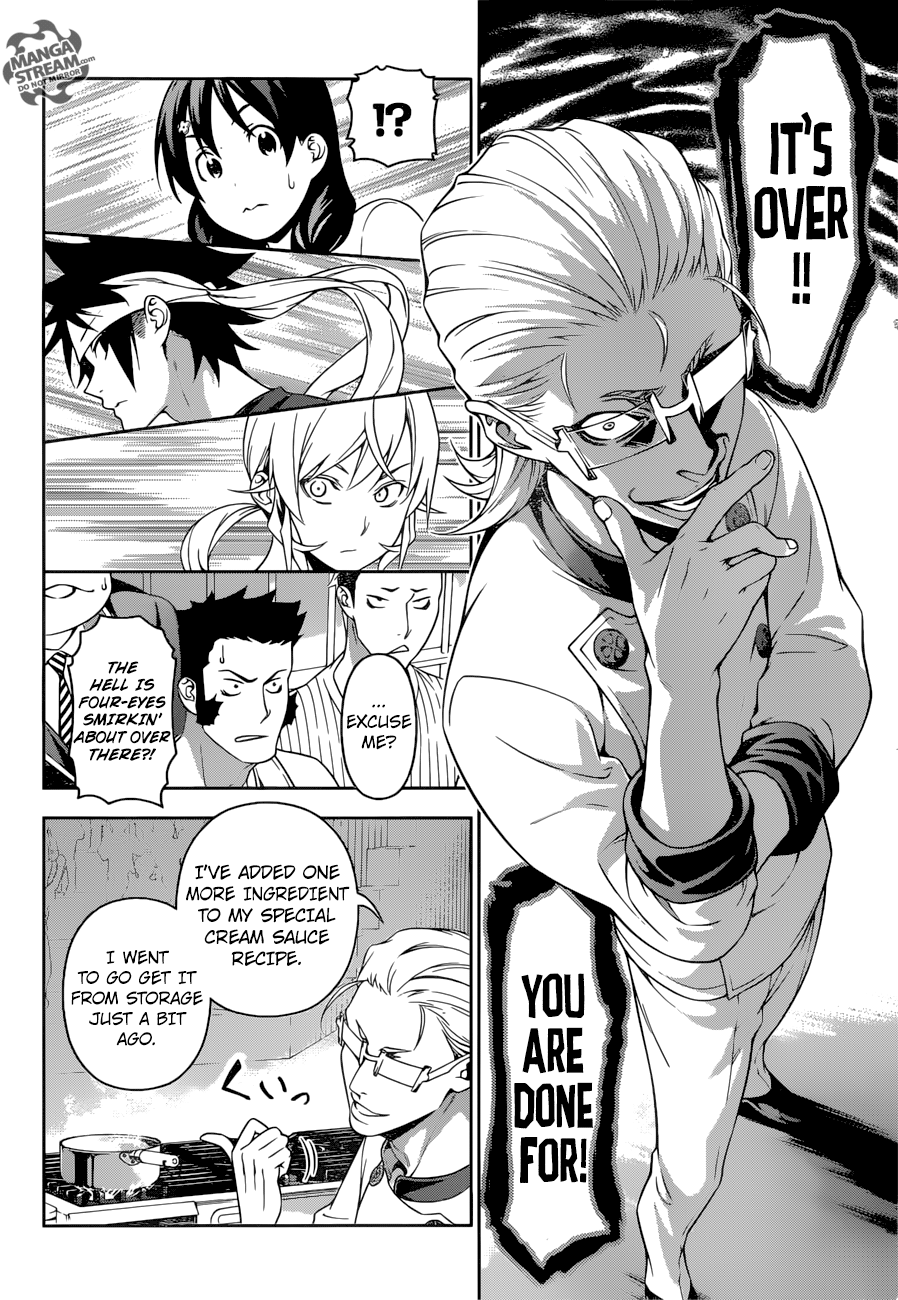 IT'S
OVER
!!
YOU
ARE
DONE
FOR!
!?
...
EXCUSE
ME?
THE
HELL IS
FOUR-EYES
SMIRKIN'
ABOUT OVER
THERE?!
I'VE ADDED ONE
MORE INGREDIENT
TO MY SPECIAL
CREAM SAUCE
RECIPE.
I WENT
TO GO GET IT
FROM STORAGE
JUST A BIT
AGO.
くいっ
MANGA
STREAM.com
DO NOT MIRROR